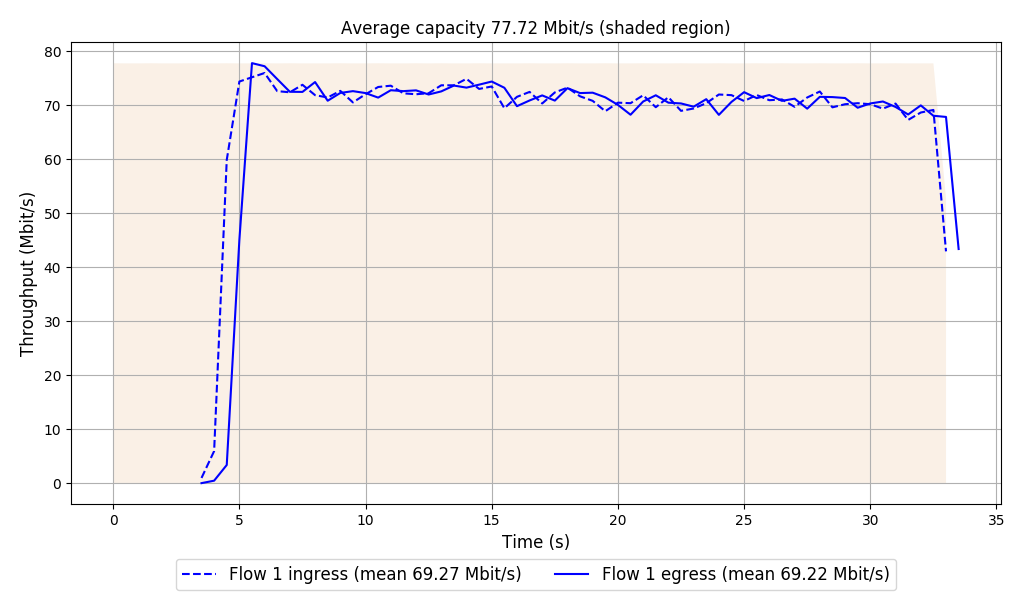 Average capacity 77.72 Mbit/s (shaded region)
80
70
60
50
40
30
20
10
0
Throughput (Mbit/s)
0 5 10 15 20 25 30 35
Time (s)
Flow 1 ingress (mean 69.27 Mbit/s) Flow 1 egress (mean 69.22 Mbit/s)